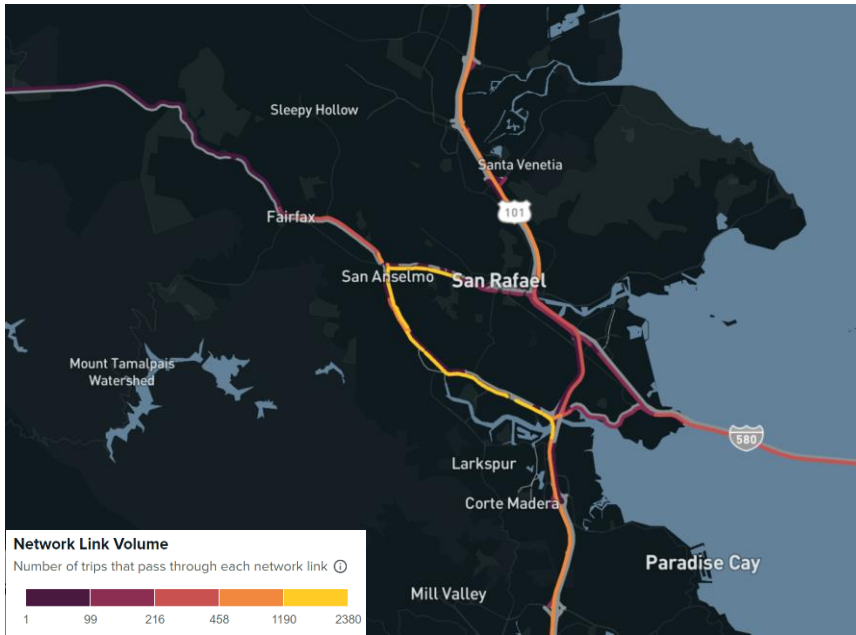 Sleepy Hollow
Santa Venetia
101
Fairfax
San Anselmo
San Rafael
Mount Tamalpais
Watershed
580
Larkspur
Corte Madera
Paradise Cay
Mill Valley
Network Link Volume
Number of trips that pass through each network link
1 99 216 458 1190 2380